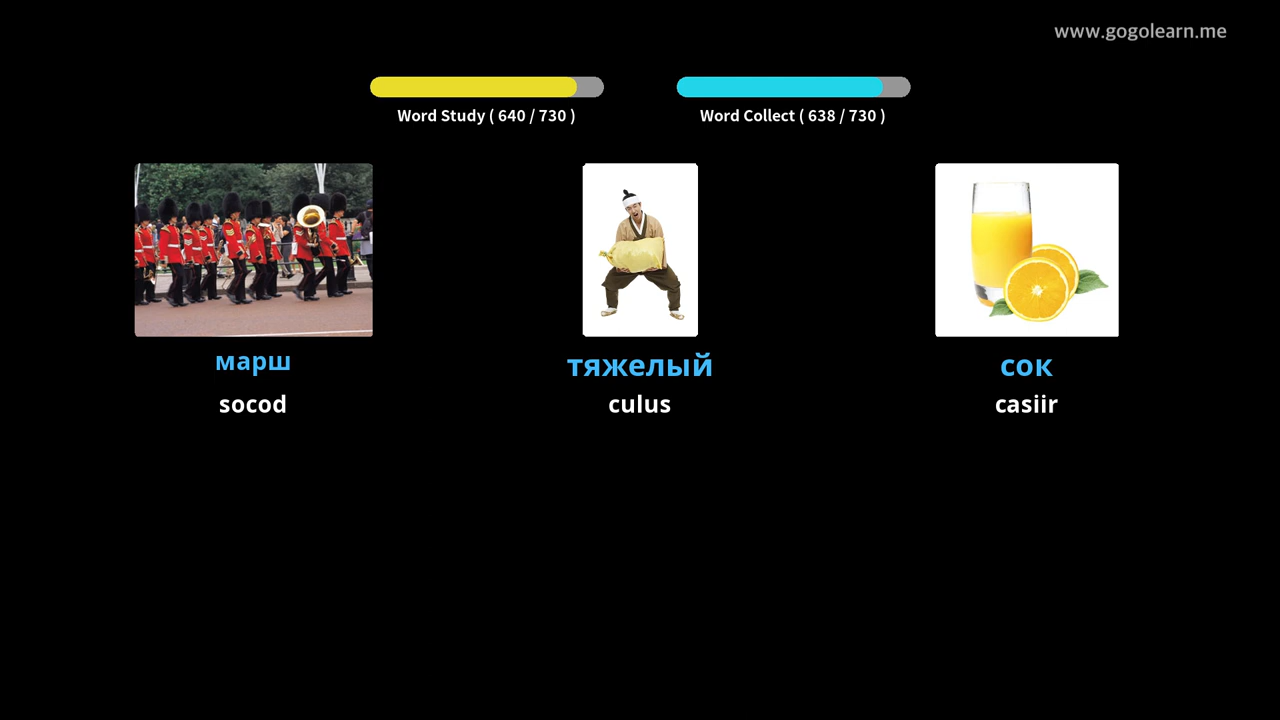 www.gogolearn.me
Word Study ( 640 / 730 )
Word Collect ( 638 / 730 )
марш
тяжелый
сок
socod
culus
casiir